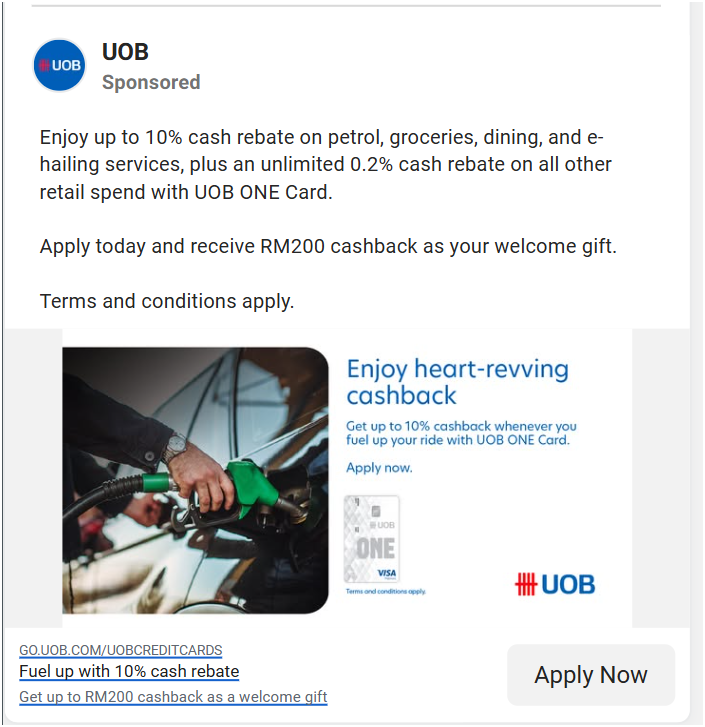 UOB
UOB
Sponsored
Enjoy up to 10% cash rebate on petrol, groceries, dining, and e-
hailing services, plus an unlimited 0.2% cash rebate on all other
retail spend with UOB ONE Card.
Apply today and receive RM200 cashback as your welcome gift.
Terms and conditions apply.
Enjoy heart-revving
cashback
Get up to 10% cashback whenever you
fuel up your ride with UOB ONE Card.
Apply now.
UOB
ONE
VISA
Terms and conditions apply.
UOB
GO.UOB.COM/UOBCREDITCARDS
Fuel up with 10% cash rebate
Get up to RM200 cashback as a welcome gift
Apply Now